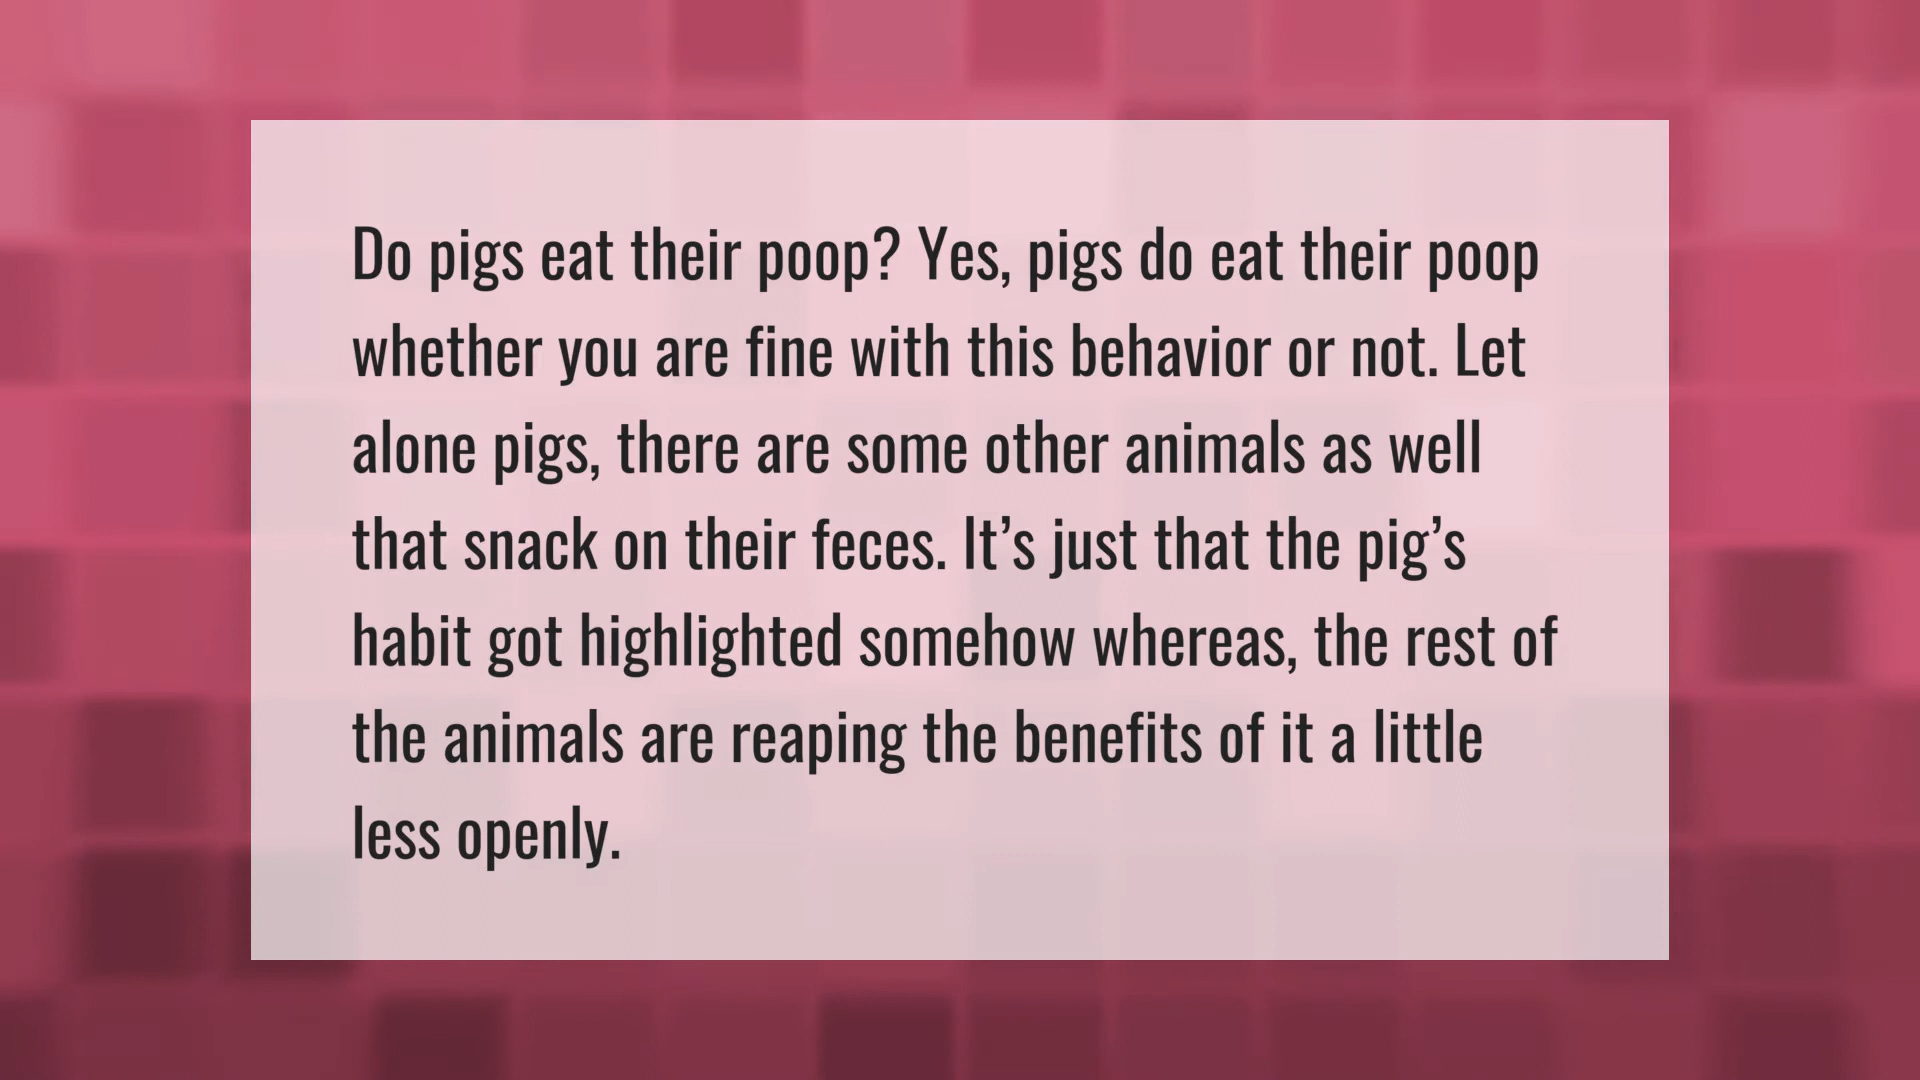 Do pigs eat their poop? Yes, pigs do eat their poop
whether you are fine with this behavior or not. Let
alone pigs, there are some other animals as well
that snack on their feces. It’s just that the pig’s
habit got highlighted somehow whereas, the rest of
the animals are reaping the benefits of it a little
less openly.